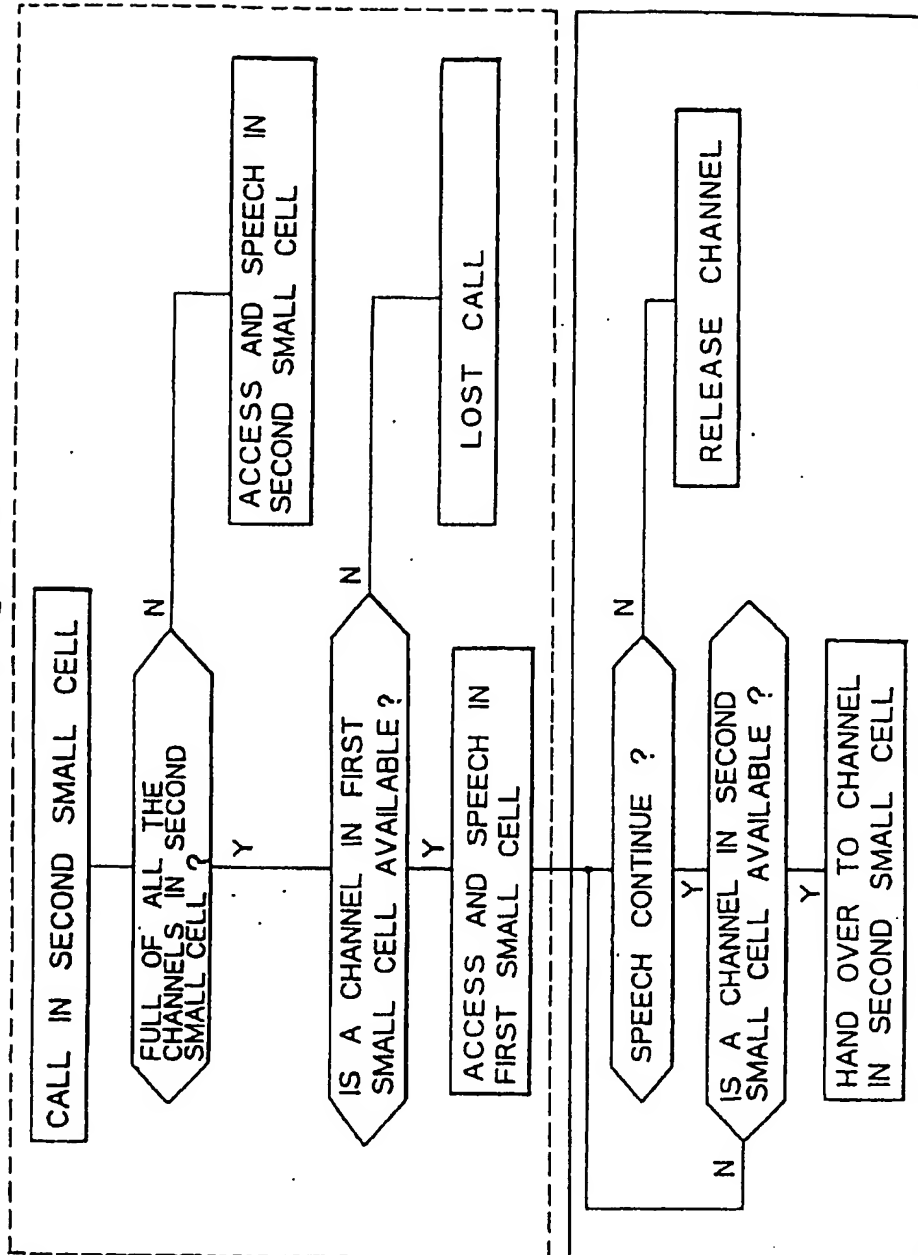 CALL IN SECOND SMALL CELL
FULL OF ALL THE
CHANNELS IN SECOND
SMALL CELL ?
N
ACCESS AND SPEECH IN
SECOND SMALL CELL
Y
IS A CHANNEL IN FIRST
SMALL CELL AVAILABLE ?
N
LOST CALL
Y
ACCESS AND SPEECH IN
FIRST SMALL CELL
SPEECH CONTINUE ?
N
RELEASE CHANNEL
Y
IS A CHANNEL IN SECOND
SMALL CELL AVAILABLE ?
N
Y
HAND OVER TO CHANNEL
IN SECOND SMALL CELL